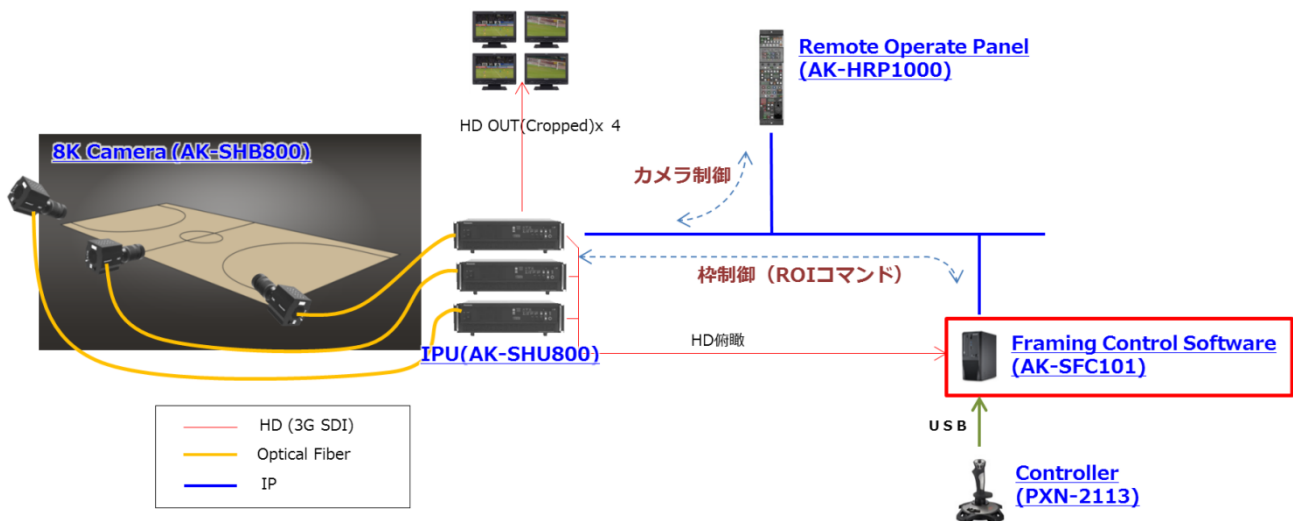 Remote Operate Panel
(AK-HRP1000)
HD OUT(Cropped)x 4
8K Camera (AK-SHB800)
カメラ制御
枠制御（ROIコマンド）
HD俯瞰
IPU(AK-SHU800)
Framing Control Software
(AK-SFC101)
USB
Controller
(PXN-2113)
HD (3G SDI)
Optical Fiber
IP